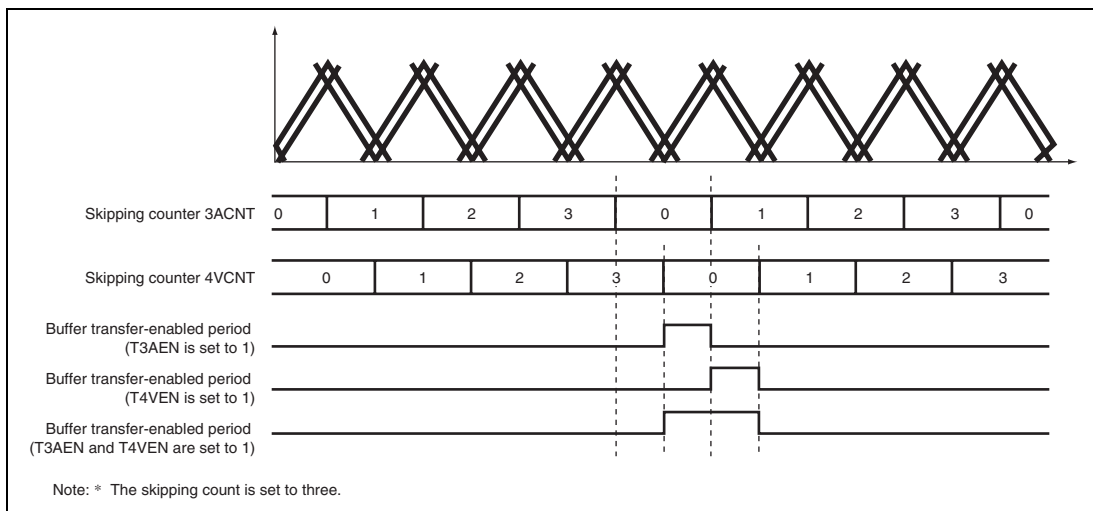 Skipping counter 3ACNT 0 1 2 3 0 1 2 3 0
Skipping counter 4VCNT 0 1 2 3 0 1 2 3
Buffer transfer-enabled period
(T3AEN is set to 1)
Buffer transfer-enabled period
(T4VEN is set to 1)
Buffer transfer-enabled period
(T3AEN and T4VEN are set to 1)
Note: * The skipping count is set to three.